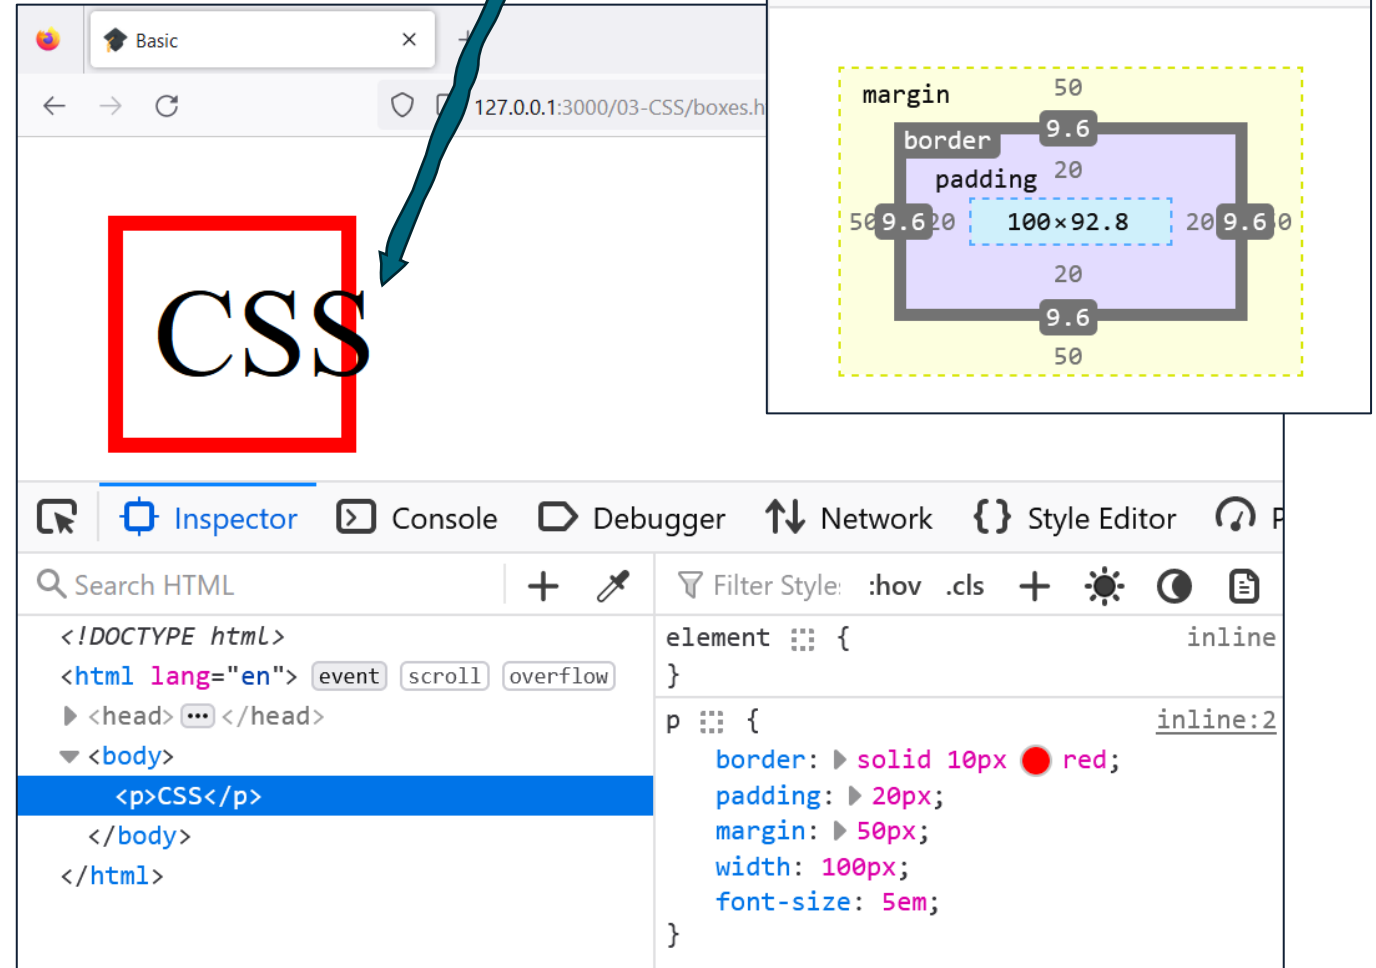 Basic
127.0.0.1:3000/03-CSS/boxes.h
margin
50
9.6
border
20
padding
50 9.6 20 100×92.8 20 9.6
20
9.6
50
CSS
Inspector Console Debugger Network {} Style Editor
Search HTML
Filter Styles :hov .cls
<!DOCTYPE html>
<html lang="en"> event scroll overflow
<head> ••• </head>
<body>
<p>CSS</p>
</body>
</html>
element { inline
}
p { inline:2
border: solid 10px red;
padding: 20px;
margin: 50px;
width: 100px;
font-size: 5em;
}